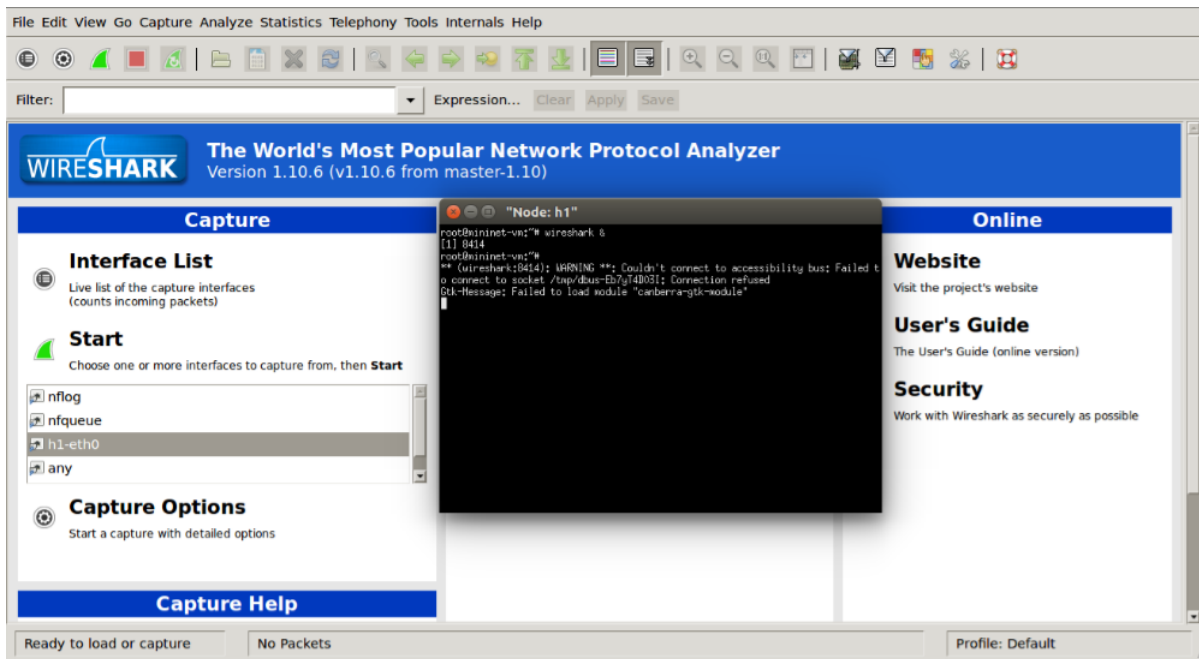 File Edit View Go Capture Analyze Statistics Telephony Tools Internals Help
Filter: Expression... Clear Apply Save
WIRESHARK
The World's Most Popular Network Protocol Analyzer
Version 1.10.6 (v1.10.6 from master-1.10)
Capture
Interface List
Live list of the capture interfaces
(counts incoming packets)
Start
Choose one or more interfaces to capture from, then Start
nflog
nfqueue
h1-eth0
any
Capture Options
Start a capture with detailed options
Capture Help
"Node: h1"
root@mininet-vm:~# wireshark &
[1] 8414
root@mininet-vm:~#
** (wireshark:8414): WARNING **: Couldn't connect to accessibility bus: Failed t
o connect to socket /tmp/dbus-Eb7yT4DO3I: Connection refused
Gtk-Message: Failed to load module "canberra-gtk-module"
Online
Website
Visit the project's website
User's Guide
The User's Guide (online version)
Security
Work with Wireshark as securely as possible
Ready to load or capture
No Packets
Profile: Default